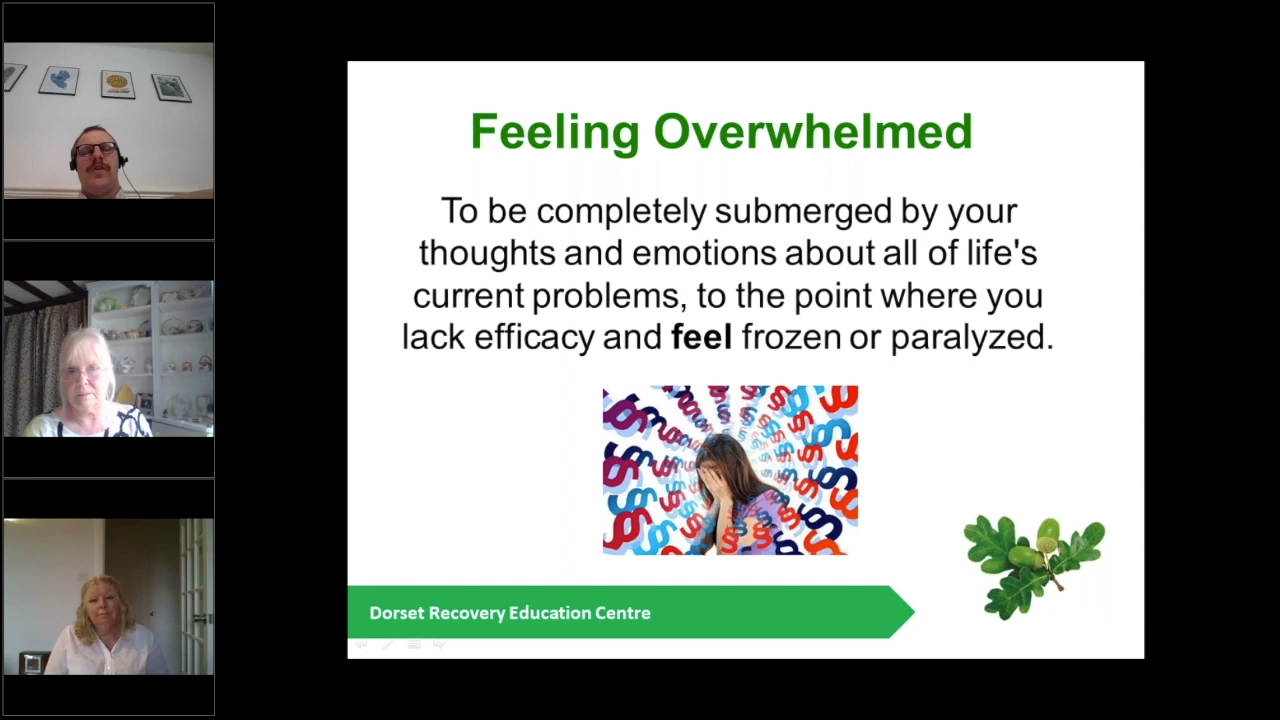 Feeling Overwhelmed
To be completely submerged by your
thoughts and emotions about all of life's
current problems, to the point where you
lack efficacy and feel frozen or paralyzed.
Dorset Recovery Education Centre